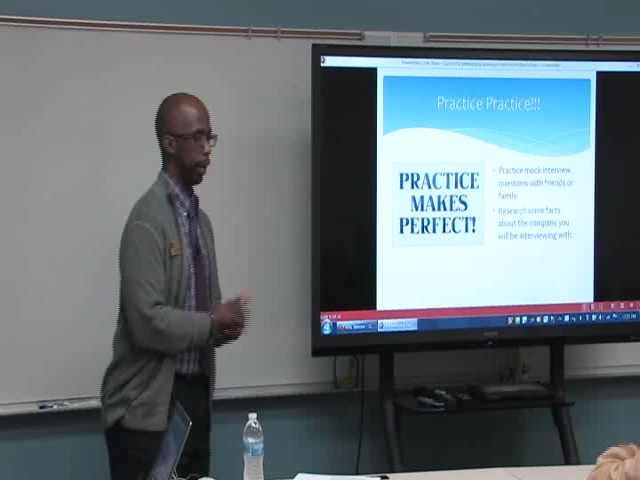 Practice Practice!!!
PRACTICE
MAKES
PERFECT!
• Practice mock interview
questions with friends or
family.
• Research some facts
about the company you
will be interviewing with.